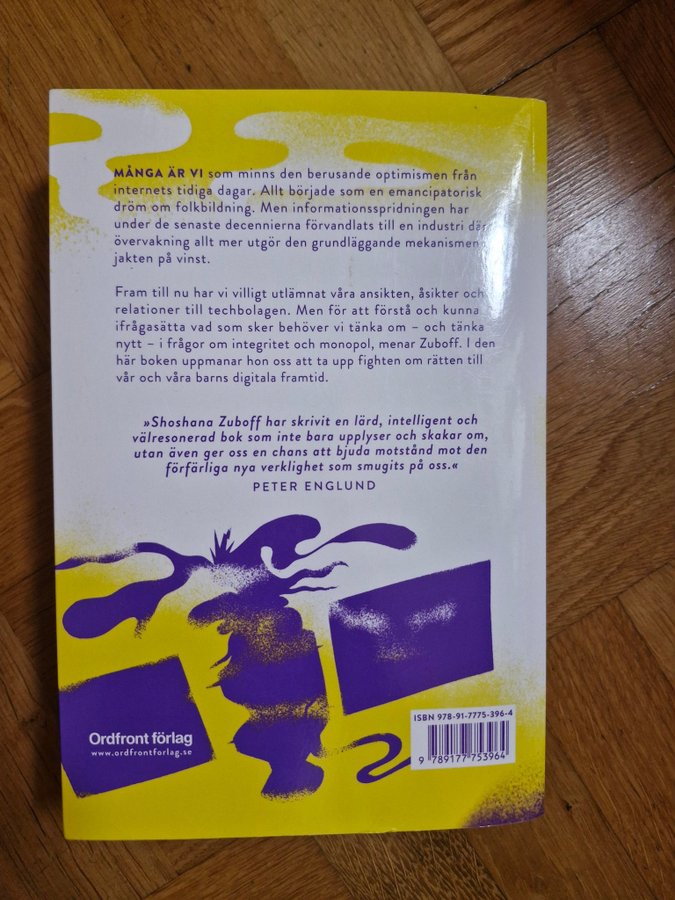 MÅNGA ÄR VI som minns den berusande optimismen från
internets tidiga dagar. Allt började som en emancipatorisk
dröm om folkbildning. Men informationsspridningen har
under de senaste decennierna förvandlats till en industri där
övervakning allt mer utgör den grundläggande mekanismen
jakten på vinst.
Fram till nu har vi villigt utlämnat våra ansikten, åsikter och
relationer till techbolagen. Men för att förstå och kunna
ifrågasätta vad som sker behöver vi tänka om – och tänka
nytt – i frågor om integritet och monopol, menar Zuboff. I den
här boken uppmanar hon oss att ta upp fighten om rätten till
vår och våra barns digitala framtid.
»Shoshana Zuboff har skrivit en lärd, intelligent och
välresonerad bok som inte bara upplyser och skakar om,
utan även ger oss en chans att bjuda motstånd mot den
förfärliga nya verklighet som smugits på oss.«
PETER ENGLUND
Ordfront förlag
www.ordfrontforlag.se
ISBN 978-91-7775-396-4
9 789177 753964